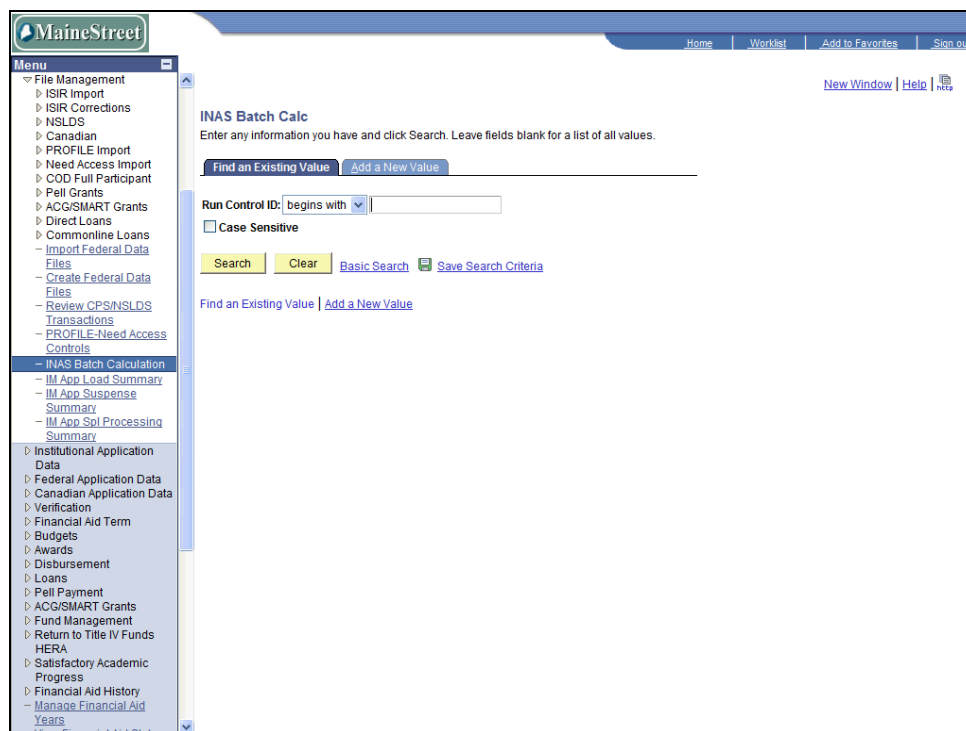 MaineStreet
Home
Worklist
Add to Favorites
Sign ou
Menu
File Management
ISIR Import
ISIR Corrections
NSLDS
Canadian
PROFILE Import
Need Access Import
COD Full Participant
Pell Grants
ACG/SMART Grants
Direct Loans
Commonline Loans
Import Federal Data
Files
Create Federal Data
Files
Review CPS/NSLDS
Transactions
PROFILE-Need Access
Controls
INAS Batch Calculation
IM App Load Summary
IM App Suspense
Summary
IM App Spl Processing
Summary
Institutional Application
Data
Federal Application Data
Canadian Application Data
Verification
Financial Aid Term
Budgets
Awards
Disbursement
Loans
Pell Payment
ACG/SMART Grants
Fund Management
Return to Title IV Funds
HERA
Satisfactory Academic
Progress
Financial Aid History
Manage Financial Aid
Years
New Window | Help | http
INAS Batch Calc
Enter any information you have and click Search. Leave fields blank for a list of all values.
Find an Existing Value
Add a New Value
Run Control ID: begins with
Case Sensitive
Search
Clear
Basic Search
Save Search Criteria
Find an Existing Value | Add a New Value